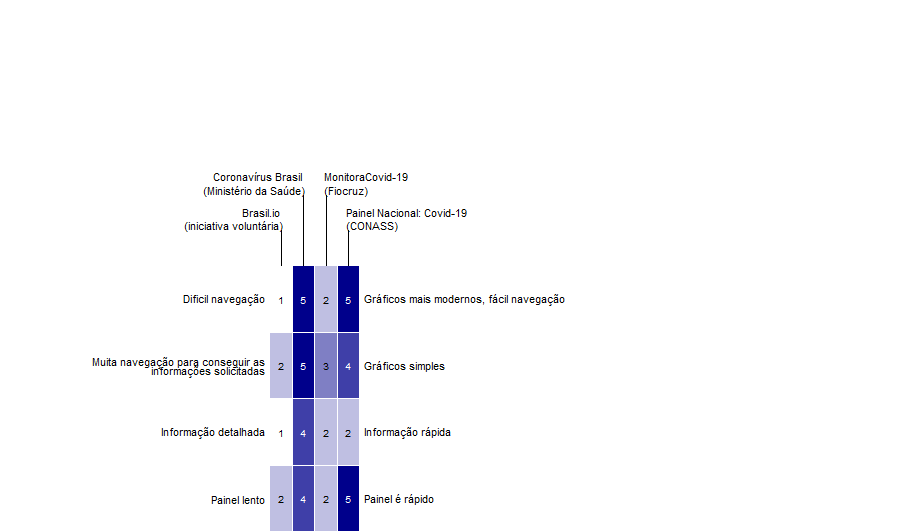 Coronavírus Brasil
(Ministério da Saúde)
MonitoraCovid-19
(Fiocruz)
Brasil.io
(iniciativa voluntária)
Painel Nacional: Covid-19
(CONASS)
Dificil navegação 1 5 2 5 Gráficos mais modernos, fácil navegação
Muita navegação para conseguir as
informações solicitadas 2 5 3 4 Gráficos simples
Informação detalhada 1 4 2 2 Informação rápida
Painel lento 2 4 2 5 Painel é rápido